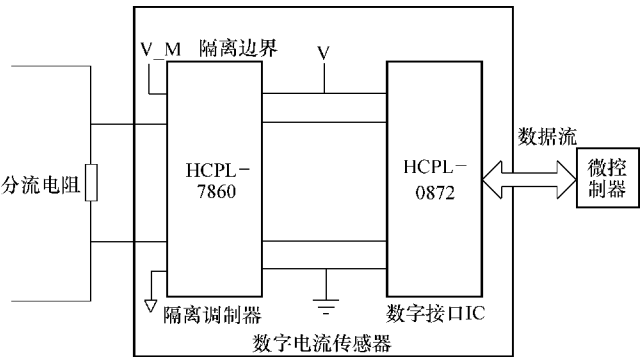 V_M
隔离边界
V
数据流
分流电阻
HCPL-
7860
HCPL-
0872
微控
制器
隔离调制器
数字接口IC
数字电流传感器